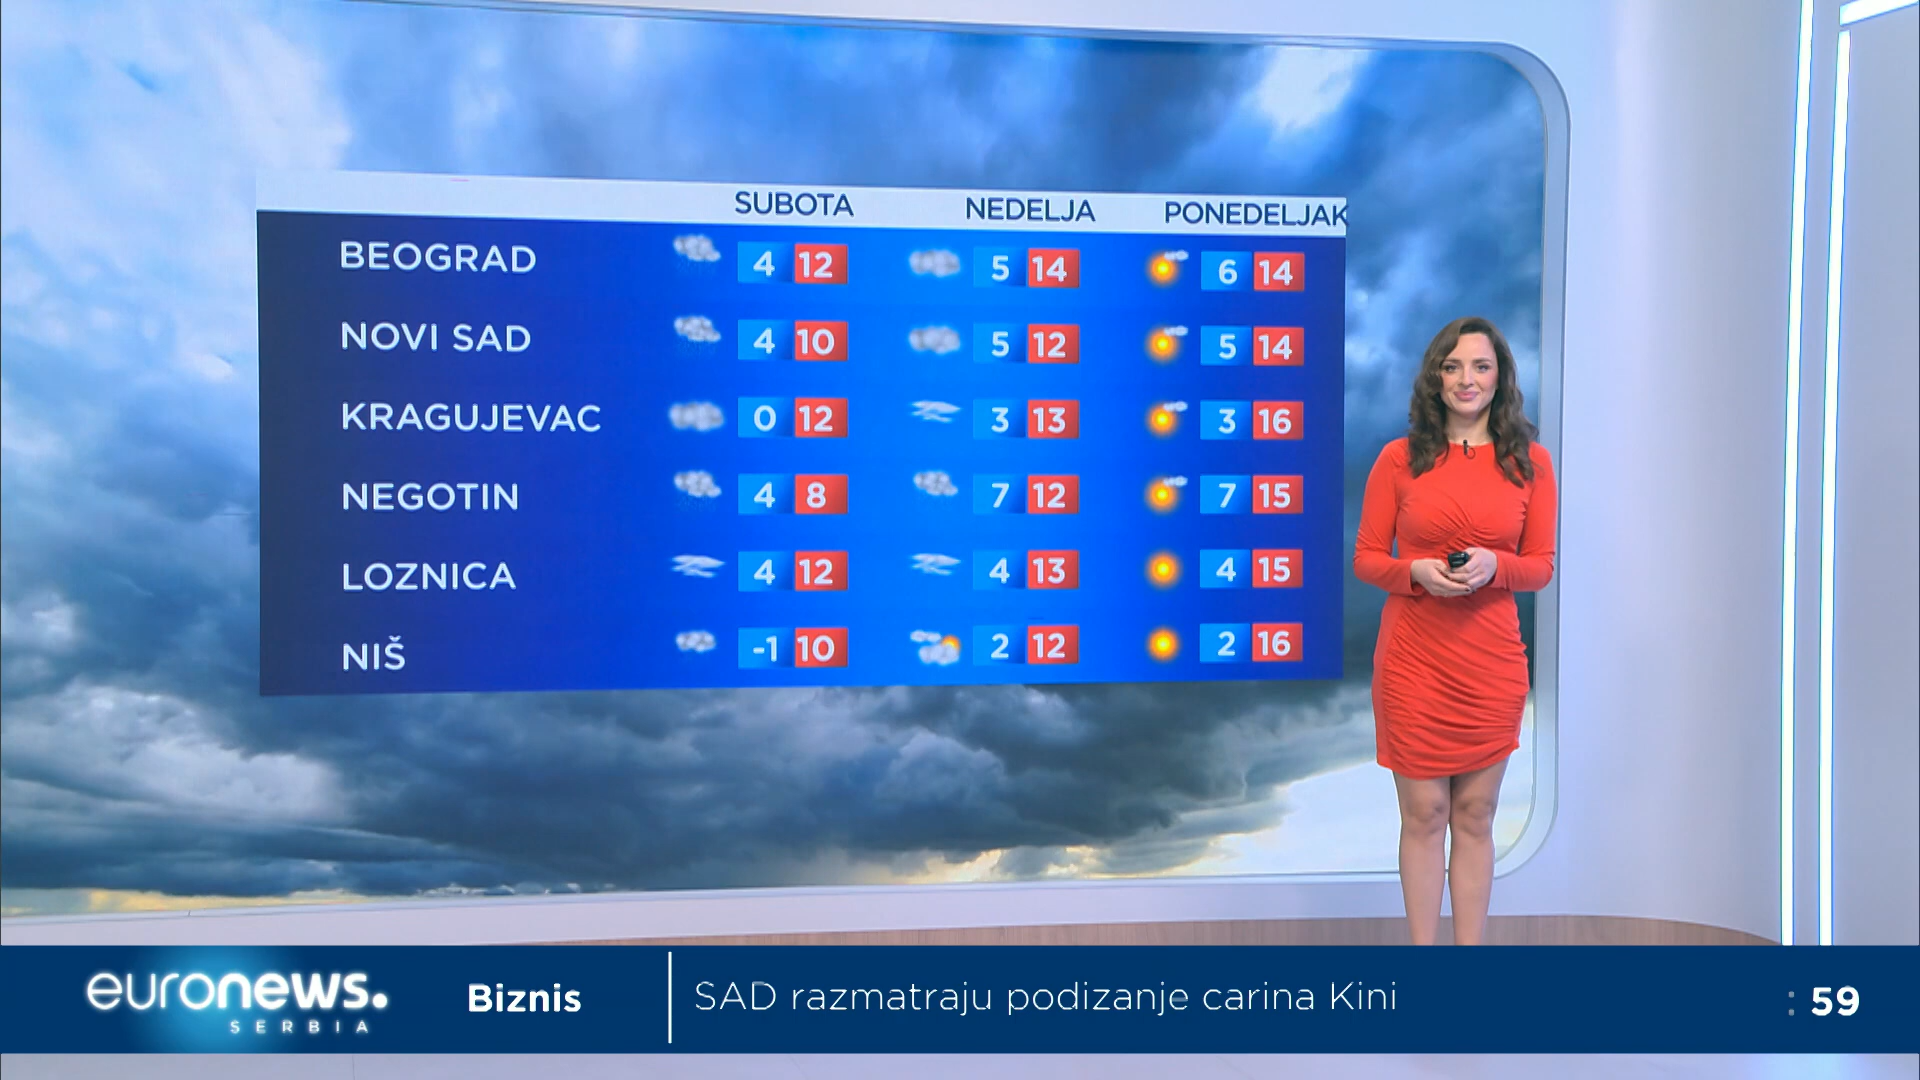 SUBOTA NEDELJA PONEDELJAK
BEOGRAD 4 12 5 14 6 14
NOVI SAD 4 10 5 12 5 14
KRAGUJEVAC 0 12 3 13 3 16
NEGOTIN 4 8 7 12 7 15
LOZNICA 4 12 4 13 4 15
NIŠ -1 10 2 12 2 16
euronews.
SERBIA
Biznis
SAD razmatraju podizanje carina Kini
:59